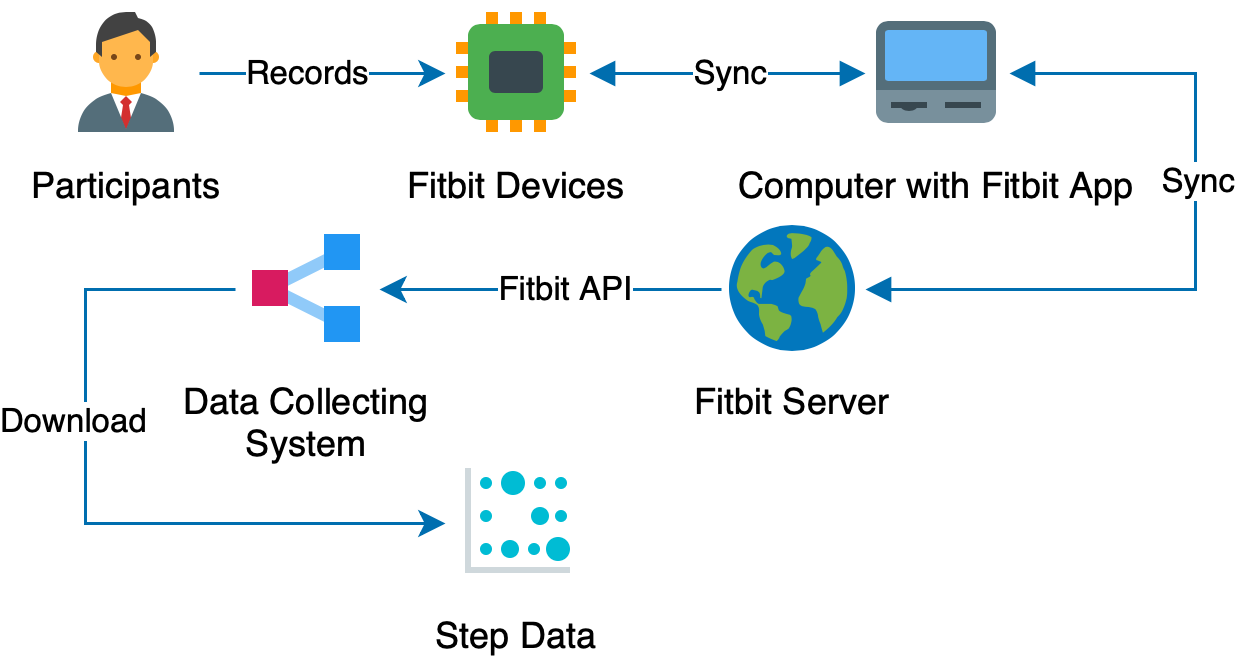 Records
Sync
Participants
Fitbit Devices
Computer with Fitbit App
Sync
Fitbit API
Data Collecting
System
Fitbit Server
Download
Step Data